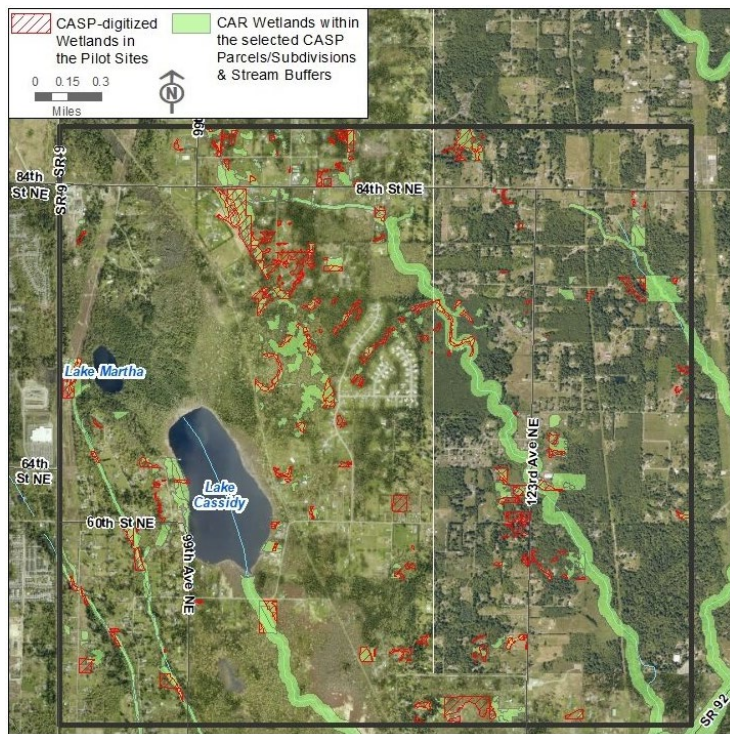 CASP-digitized
Wetlands in
the Pilot Sites
CAR Wetlands within
the selected CASP
Parcels/Subdivisions
& Stream Buffers
0 0.15 0.3
Miles
N
SR 9 SR 9
84th
St NE
84th St NE
Lake Martha
64th
St NE
Lake
Cassidy
123rd Ave NE
60th St NE
99th Ave NE
SR 92